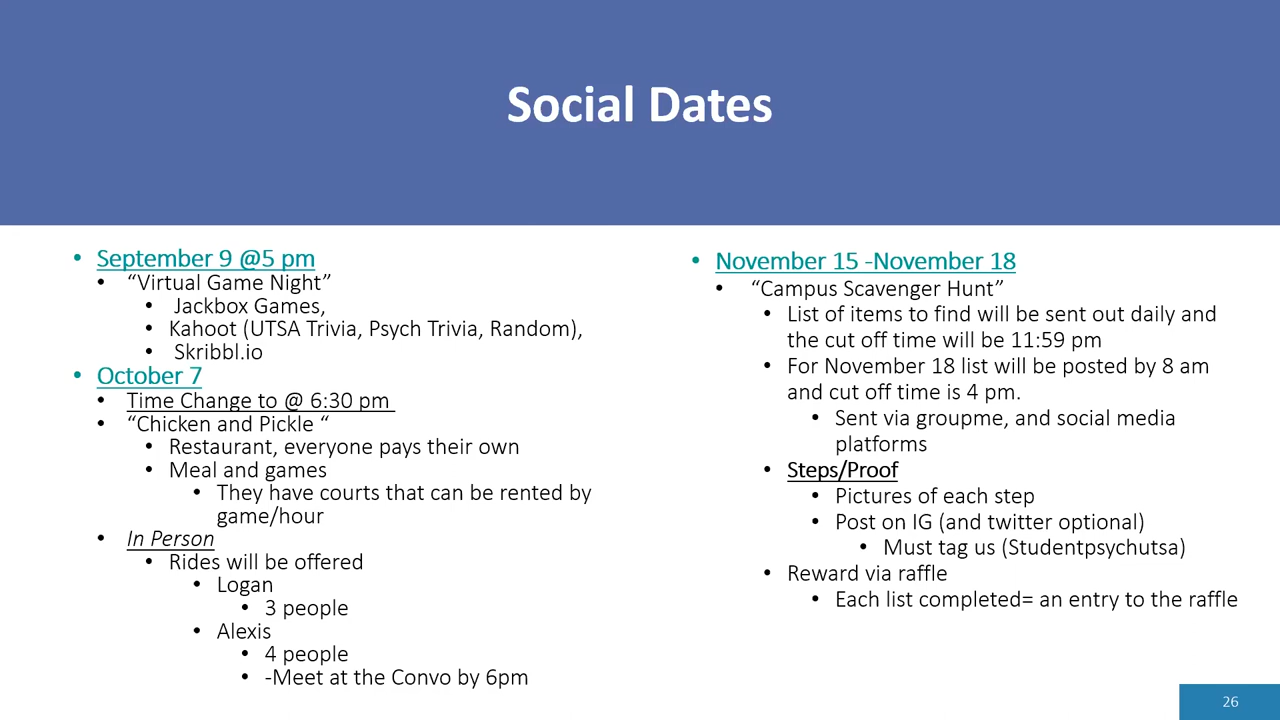 Social Dates
• September 9 @5 pm
• “Virtual Game Night”
• Jackbox Games,
• Kahoot (UTSA Trivia, Psych Trivia, Random),
• Skribbl.io
• October 7
• Time Change to @ 6:30 pm
• “Chicken and Pickle “
• Restaurant, everyone pays their own
• Meal and games
• They have courts that can be rented by
game/hour
• In Person
• Rides will be offered
• Logan
• 3 people
• Alexis
• 4 people
• -Meet at the Convo by 6pm
• November 15 -November 18
• “Campus Scavenger Hunt”
• List of items to find will be sent out daily and
the cut off time will be 11:59 pm
• For November 18 list will be posted by 8 am
and cut off time is 4 pm.
• Sent via groupme, and social media
platforms
• Steps/Proof
• Pictures of each step
• Post on IG (and twitter optional)
• Must tag us (Studentpsychutsa)
• Reward via raffle
• Each list completed= an entry to the raffle
26